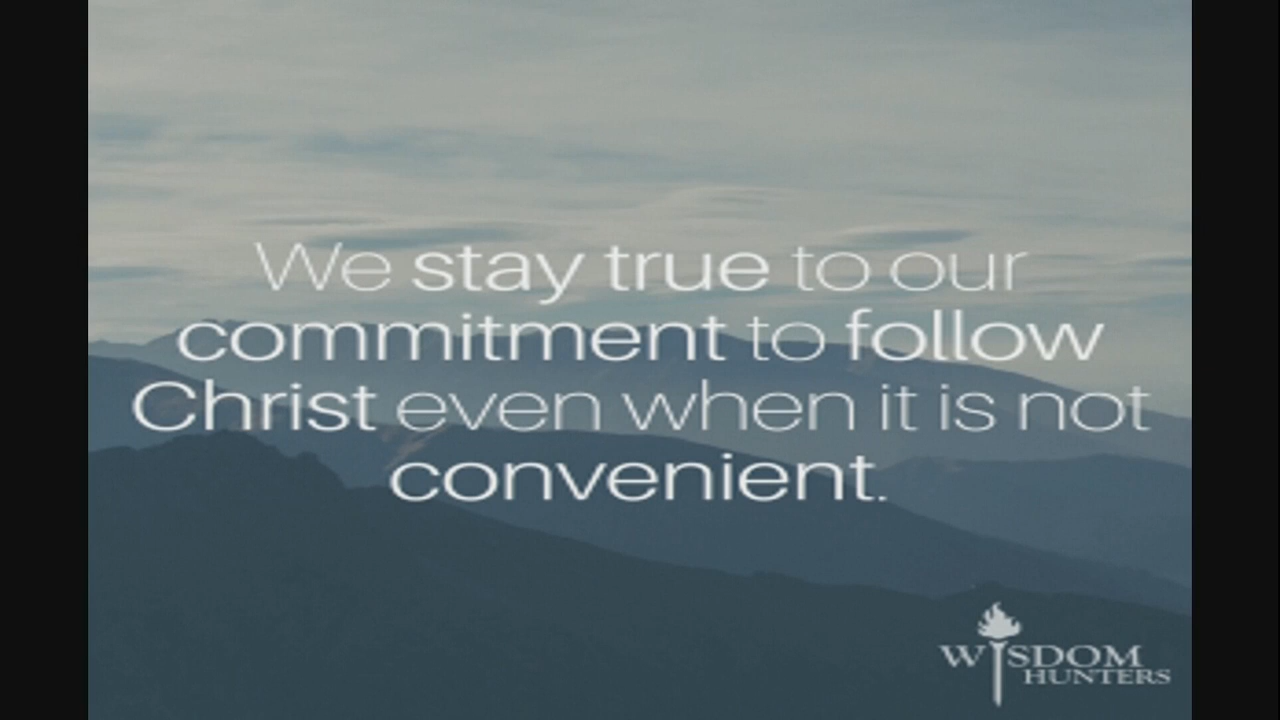 We stay true to our
commitment to follow
Christ even when it is not
convenient.
WISDOM
HUNTERS